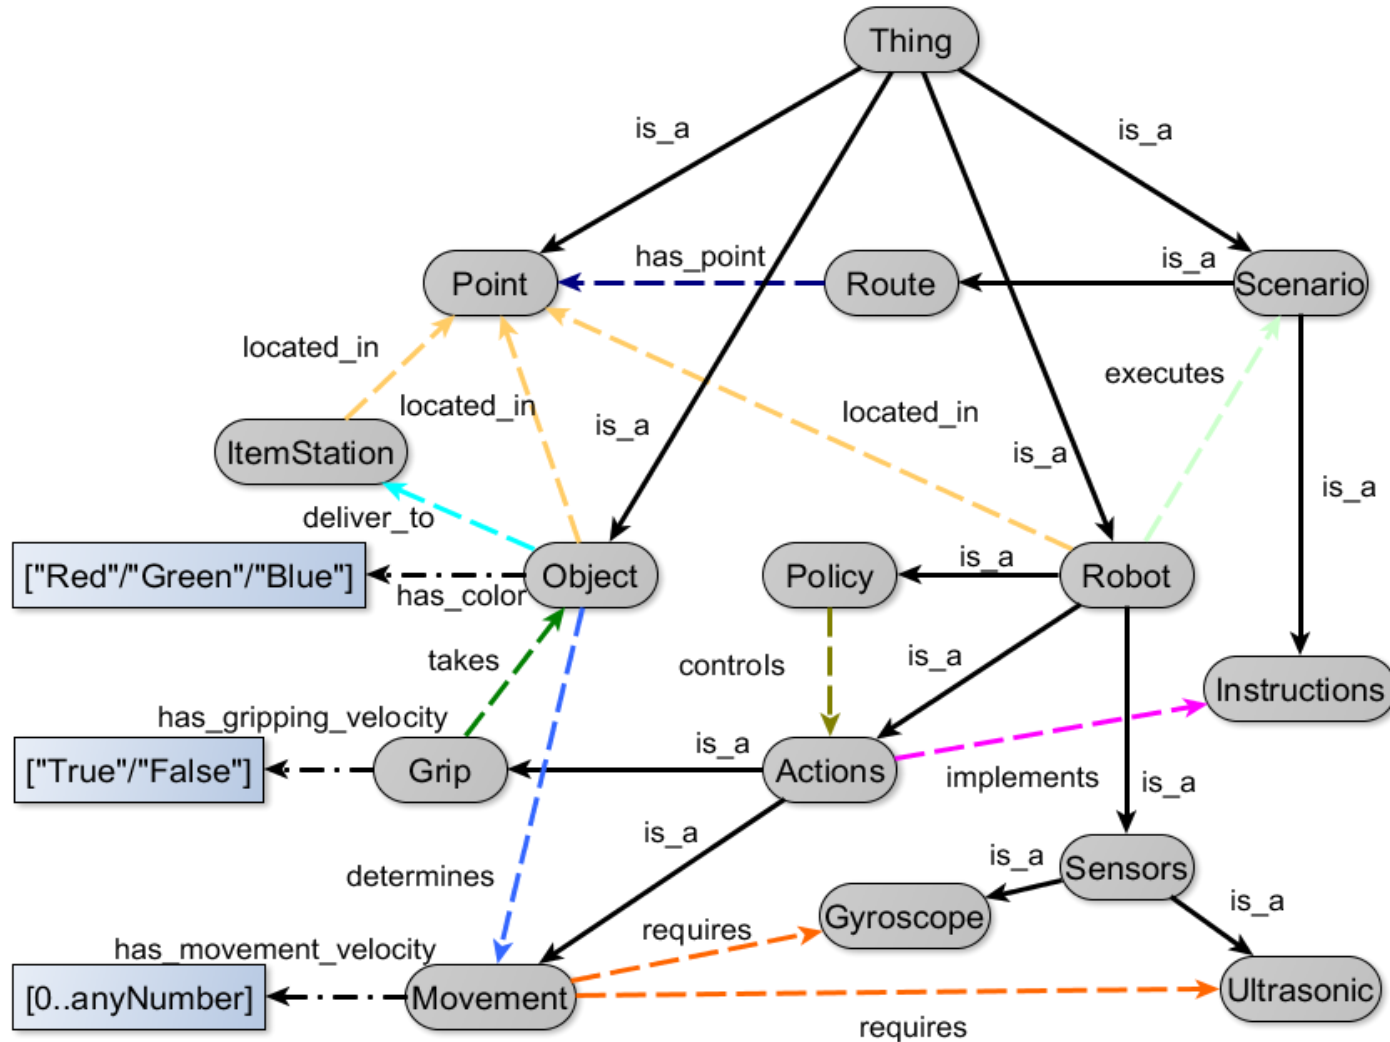 Thing
is_a
is_a
has_point
is_a
Point
Route
Scenario
located_in
executes
located_in
located_in
is_a
ItemStation
is_a
is_a
deliver_to
["Red"/"Green"/"Blue"]
has_color
Object
Policy
is_a
Robot
takes
controls
is_a
Instructions
has_gripping_velocity
["True"/"False"]
Grip
is_a
Actions
implements
is_a
is_a
determines
is_a
Sensors
Gyroscope
is_a
requires
has_movement_velocity
[0..anyNumber]
Movement
Ultrasonic
requires